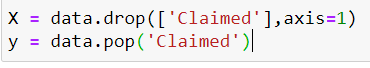 X = data.drop(['Claimed'],axis=1)
y = data.pop('Claimed')